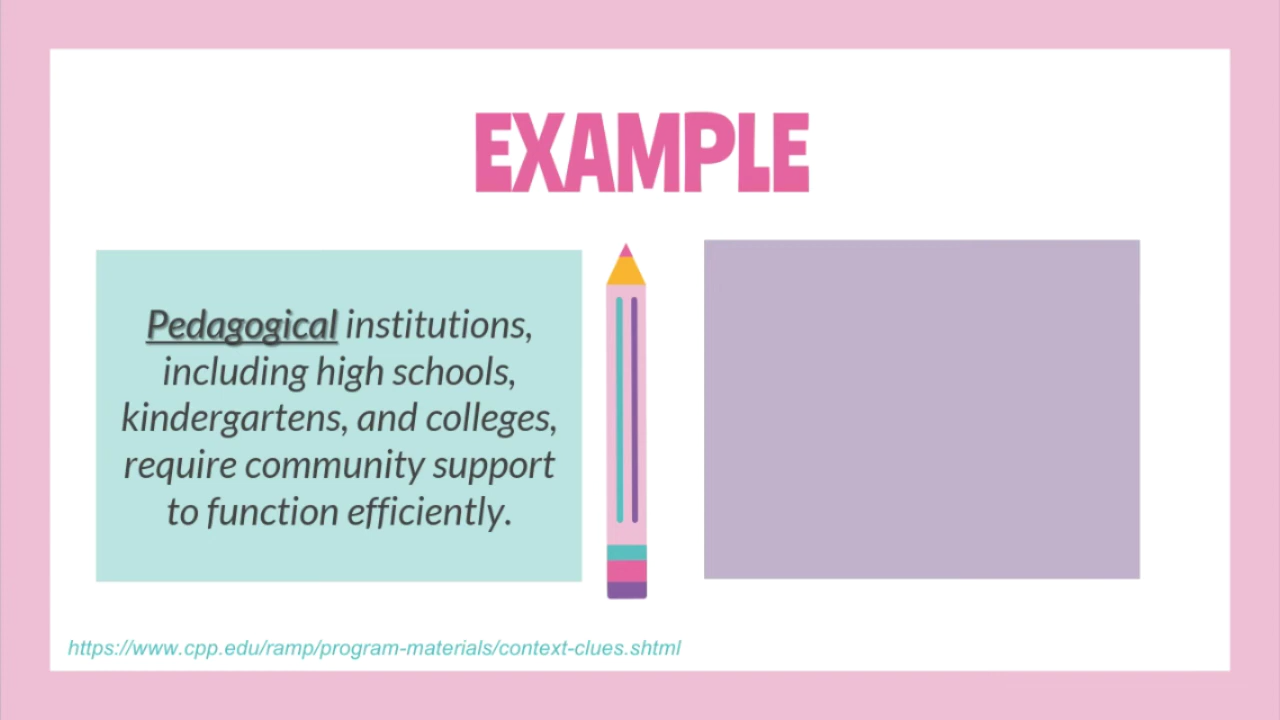 EXAMPLE
Pedagogical institutions,
including high schools,
kindergartens, and colleges,
require community support
to function efficiently.
https://www.cpp.edu/ramp/program-materials/context-clues.shtml